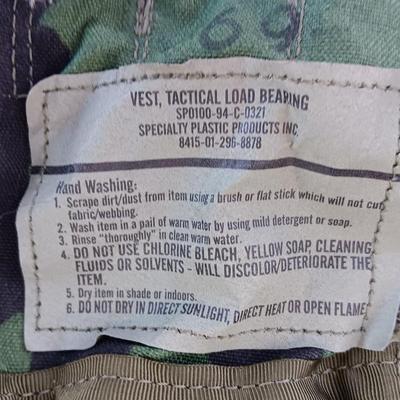 69
VEST, TACTICAL LOAD BEARING
SPO100-94-C-0321
SPECIALTY PLASTIC PRODUCTS INC,
8415-01-296-8878
Hand Washing:
1. Scrape dirt/dust from item using a brush or flat stick which will not cut
fabric/webbing.
2. Wash item in a pail of warm water by using mild detergent or soap.
3. Rinse "thoroughly" in clean warm water.
4. DO NOT USE CHLORINE BLEACH, YELLOW SOAP, CLEANING
FLUIDS OR SOLVENTS - WILL DISCOLOR/DETERIORATE THE
ITEM.
5. Dry item in shade or indoors.
6. DO NOT DRY IN DIRECT SUNLIGHT, DIRECT HEAT OR OPEN FLAME